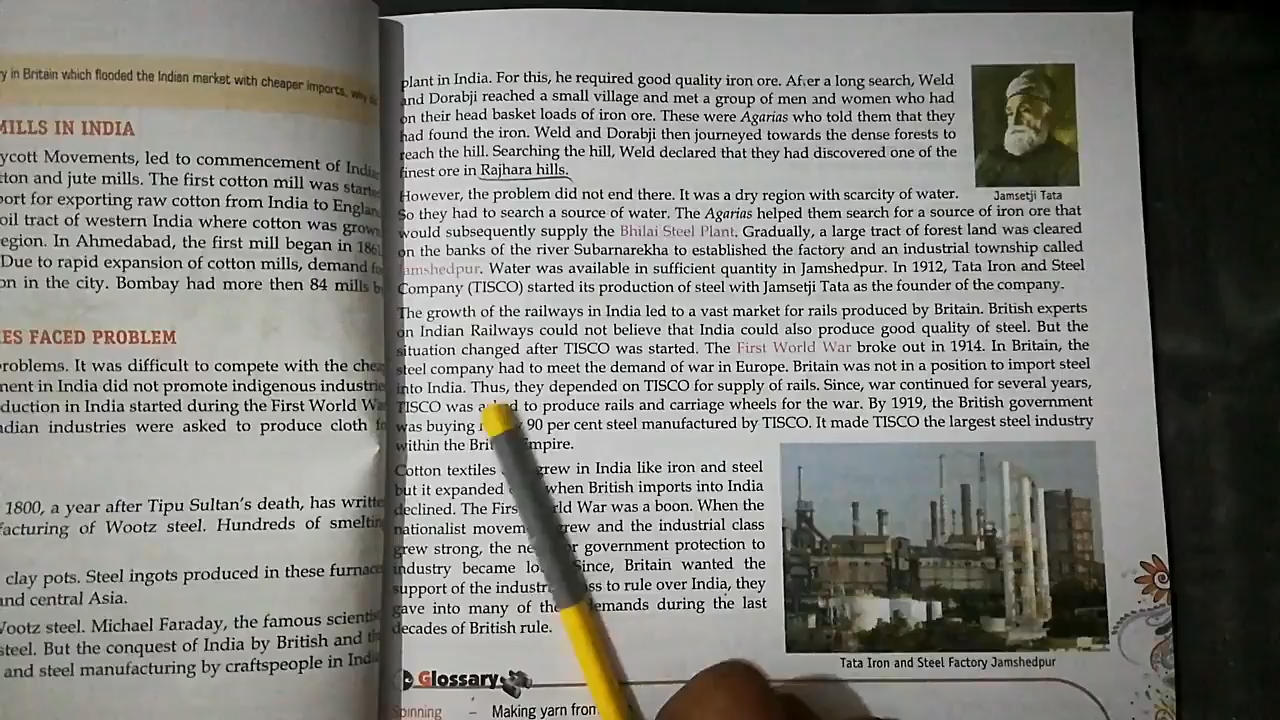 y in Britain which flooded the Indian market with cheaper imports, why
MILLS IN INDIA
ycott Movements, led to commencement of
tton and jute mills. The first cotton mill was
port for exporting raw cotton from India to
oil tract of western India where cotton was
egion. In Ahmedabad, the first mill began in
Due to rapid expansion of cotton mills, demand
on in the city. Bombay had more then 84 mills
ES FACED PROBLEM
roblems. It was difficult to compete with the
ment in India did not promote indigenous
duction in India started during the First World
ndian industries were asked to produce cloth
1800, a year after Tipu Sultan's death, has
facturing of Wootz steel. Hundreds of
clay pots. Steel ingots produced in these
and central Asia.
Wootz steel. Michael Faraday, the famous
steel. But the conquest of India by British and
and steel manufacturing by craftspeople in
plant in India. For this, he required good quality iron ore. After a long search, Weld
and Dorabji reached a small village and met a group of men and women who had
on their head basket loads of iron ore. These were Agarias who told them that they
had found the iron. Weld and Dorabji then journeyed towards the dense forests to
reach the hill. Searching the hill, Weld declared that they had discovered one of the
finest ore in Rajhara hills.
Jamsetji Tata
However, the problem did not end there. It was a dry region with scarcity of water.
So they had to search a source of water. The Agarias helped them search for a source of iron ore that
would subsequently supply the Bhilai Steel Plant. Gradually, a large tract of forest land was cleared
on the banks of the river Subarnarekha to established the factory and an industrial township called
Jamshedpur. Water was available in sufficient quantity in Jamshedpur. In 1912, Tata Iron and Steel
Company (TISCO) started its production of steel with Jamsetji Tata as the founder of the company.
The growth of the railways in India led to a vast market for rails produced by Britain. British experts
on Indian Railways could not believe that India could also produce good quality of steel. But the
situation changed after TISCO was started. The First World War broke out in 1914. In Britain, the
steel company had to meet the demand of war in Europe. Britain was not in a position to import steel
into India. Thus, they depended on TISCO for supply of rails. Since, war continued for several years,
TISCO was to produce rails and carriage wheels for the war. By 1919, the British government
was buying 90 per cent steel manufactured by TISCO. It made TISCO the largest steel industry
within the Empire.
Cotton textiles grew in India like iron and steel
but it expanded when British imports into India
declined. The War was a boon. When the
nationalist grew and the industrial class
grew strong, the government protection to
industry became Since, Britain wanted the
support of the to rule over India, they
gave into many of demands during the last
decades of British rule.
Tata Iron and Steel Factory Jamshedpur
Glossary
Spinning – Making yarn from